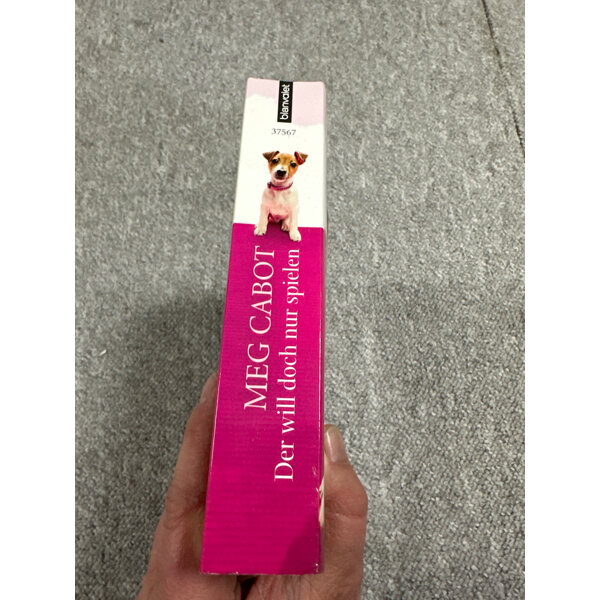 blanvalet
37567
MEG CABOT
Der will doch nur spielen